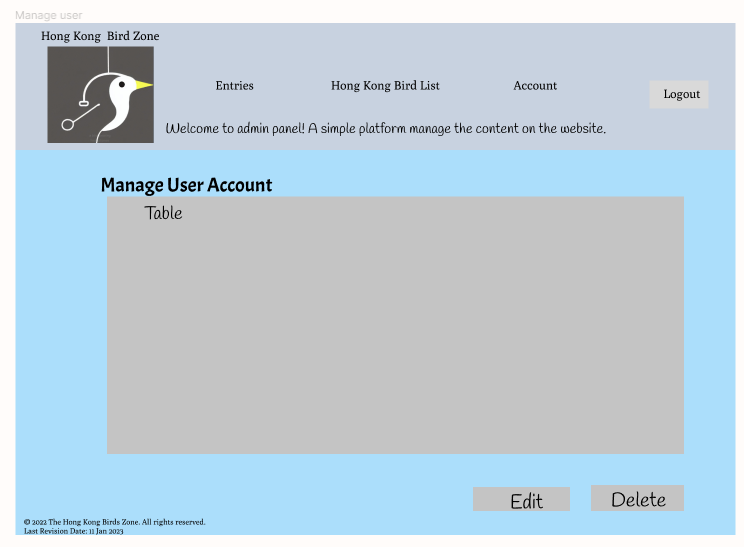 Manage user
Hong Kong Bird Zone
Entries
Hong Kong Bird List
Account
Logout
Welcome to admin panel! A simple platform manage the content on the website.
Manage User Account
Table
Edit
Delete
© 2022 The Hong Kong Birds Zone. All rights reserved.
Last Revision Date: 11 Jan 2023